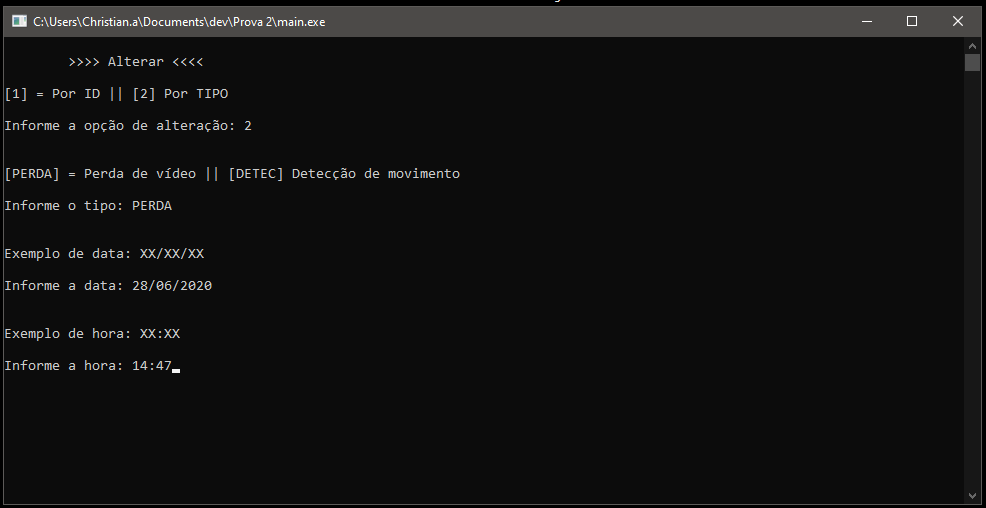 C:\Users\Christian.a\Documents\dev\Prova 2\main.exe
>>>> Alterar <<<<
[1] = Por ID || [2] Por TIPO
Informe a opção de alteração: 2
[PERDA] = Perda de vídeo || [DETEC] Detecção de movimento
Informe o tipo: PERDA
Exemplo de data: XX/XX/XX
Informe a data: 28/06/2020
Exemplo de hora: XX:XX
Informe a hora: 14:47